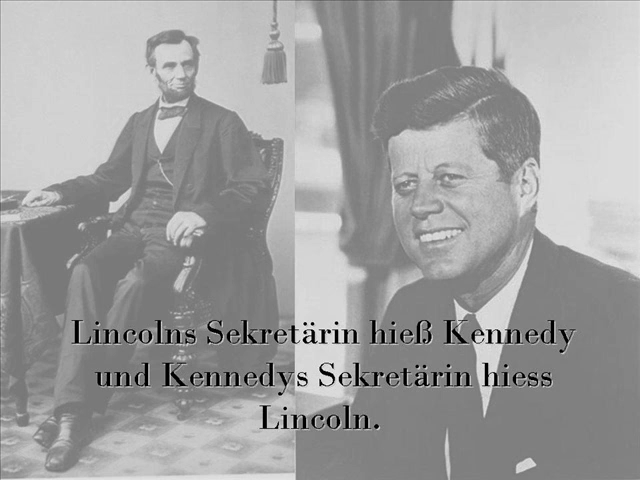 Lincolns Sekretärin hieß Kennedy
und Kennedys Sekretärin hiess
Lincoln.